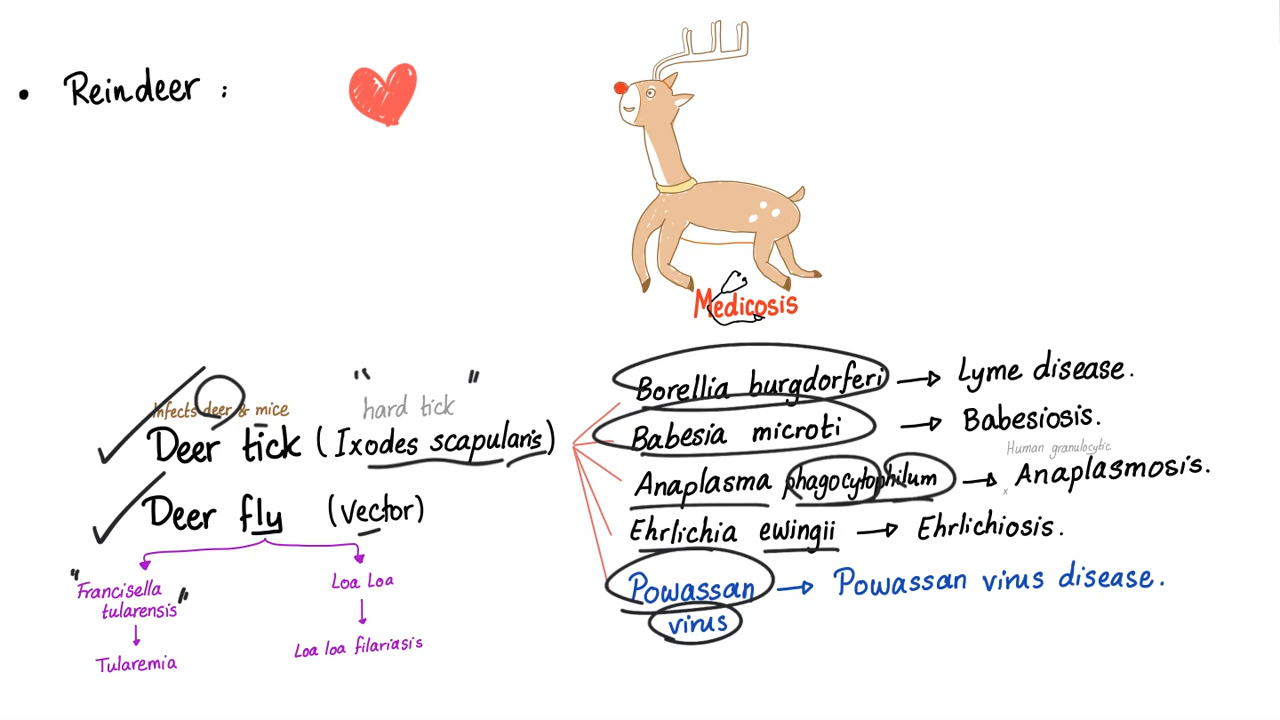 • Reindeer :
Medicosis
Infects deer & mice
" hard tick "
Deer tick (Ixodes scapularis)
Deer fly (vector)
"Francisella
tularensis"
Tularemia
Loa Loa
Loa loa filariasis
Borellia burgdorferi → Lyme disease.
Babesia microti → Babesiosis.
Human granulocytic
Anaplasma phagocytophilum → Anaplasmosis.
x
Ehrlichia ewingii → Ehrlichiosis.
Powassan → Powassan virus disease.
virus